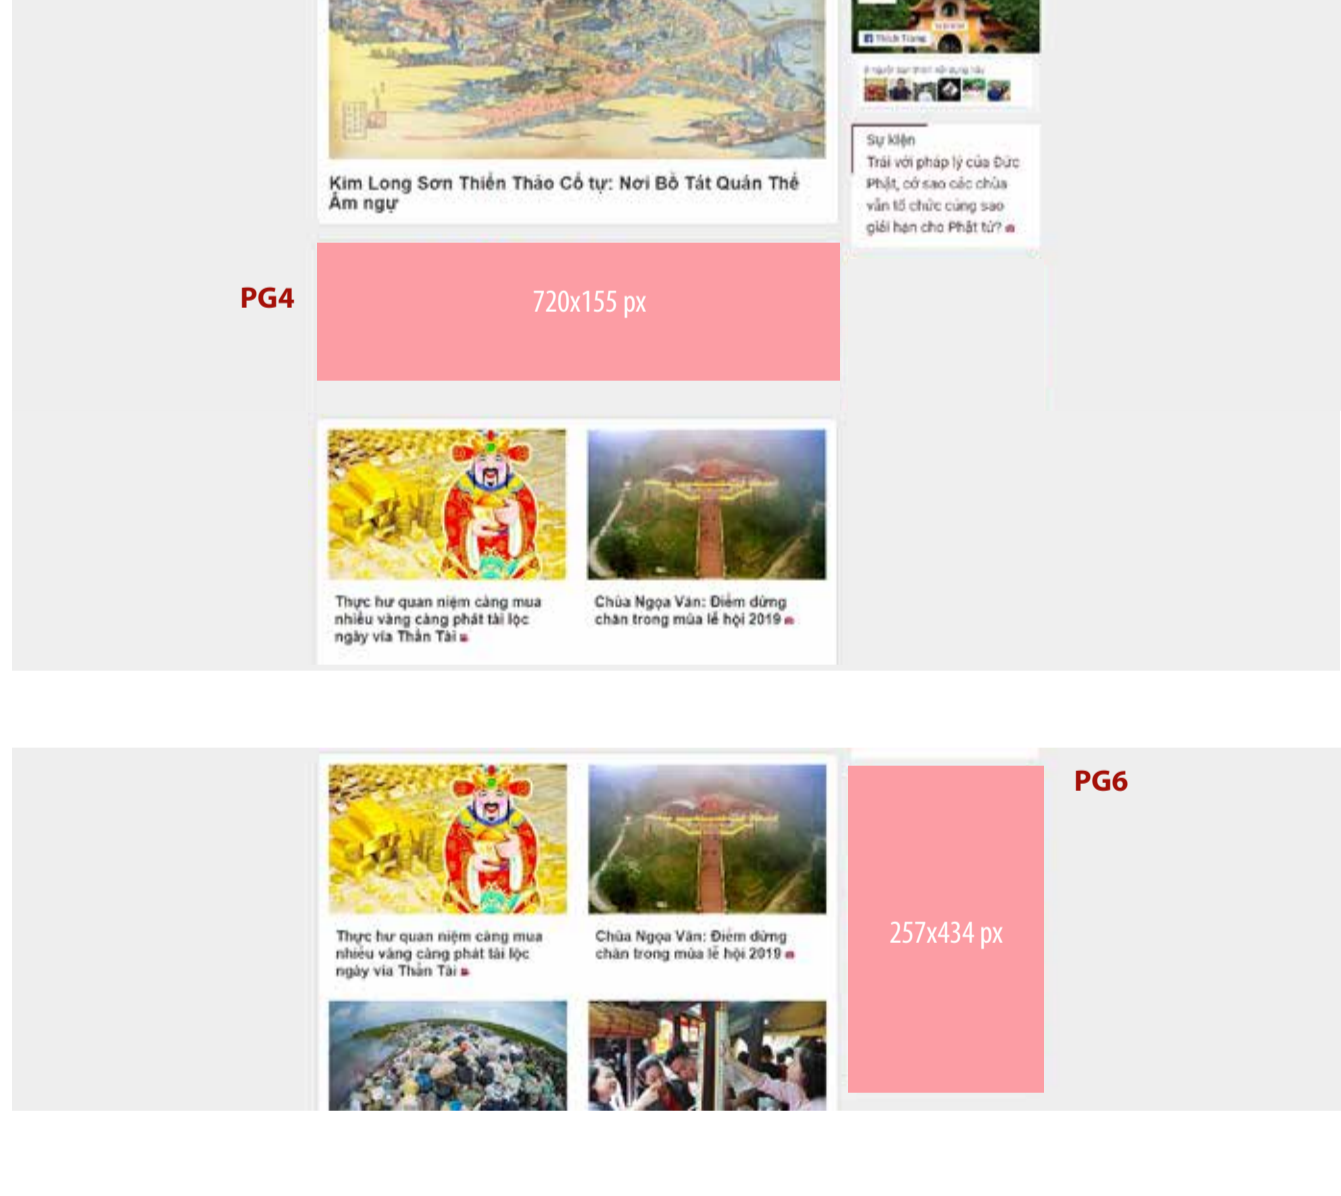 Thích Trang
Kim Long Sơn Thiền Thảo Cổ tự: Nơi Bồ Tát Quán Thế
Âm ngự
Sự kiện
Trái với pháp lý của Đức
Phật, cớ sao các chùa
vẫn tổ chức cúng sao
giải hạn cho Phật tử?
PG4
720x155 px
Thực hư quan niệm càng mua
nhiều vàng càng phát tài lộc
ngày vía Thần Tài
Chùa Ngọa Vân: Điểm dừng
chân trong mùa lễ hội 2019
PG6
257x434 px
Thực hư quan niệm càng mua
nhiều vàng càng phát tài lộc
ngày vía Thần Tài
Chùa Ngọa Vân: Điểm dừng
chân trong mùa lễ hội 2019